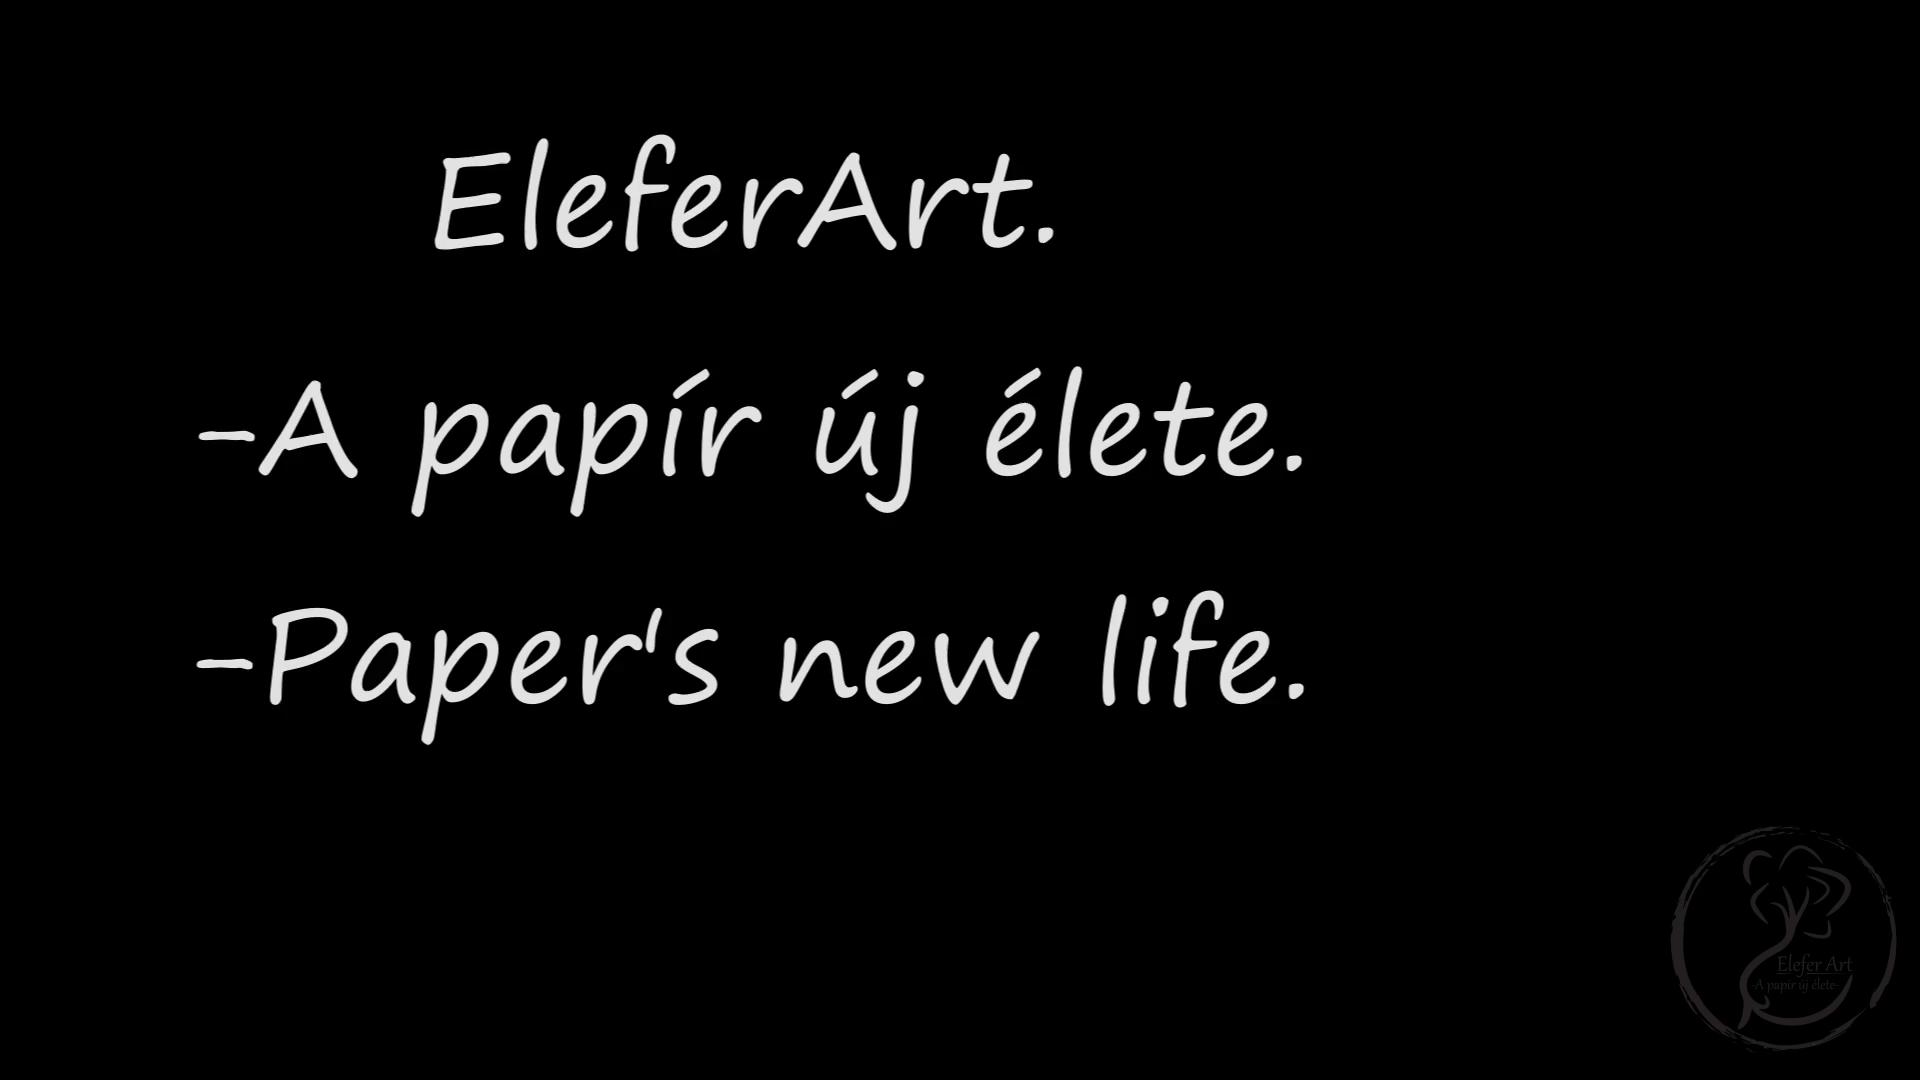 EleferArt.
-A papír új élete.
-Paper's new life.
Elefer Art
-A papír új élete-